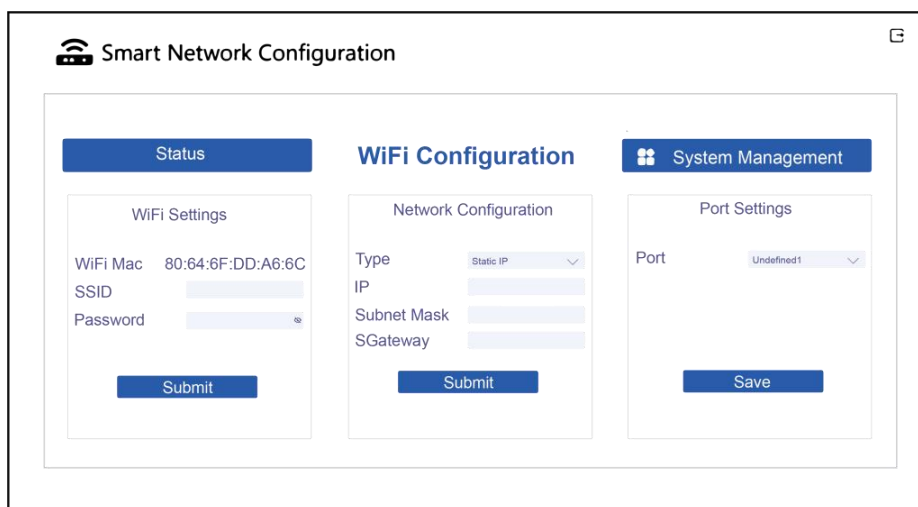 Smart Network Configuration
Status
WiFi Configuration
System Management
WiFi Settings
WiFi Mac 80:64:6F:DD:A6:6C
SSID
Password
Submit
Network Configuration
Type Static IP
IP
Subnet Mask
SGateway
Submit
Port Settings
Port Undefined1
Save